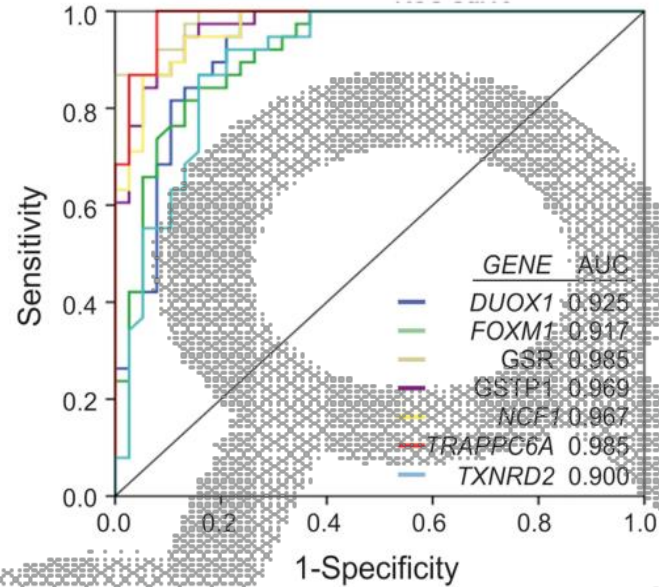 1.0
0.8
0.6
0.4
0.2
0.0
Sensitivity
GENE AUC
DUOX1 0.925
FOXM1 0.917
GSR 0.985
GSTP1 0.969
NCF1 0.967
TRAPPC6A 0.985
TXNRD2 0.900
0.0 0.2 0.4 0.6 0.8 1.0
1-Specificity